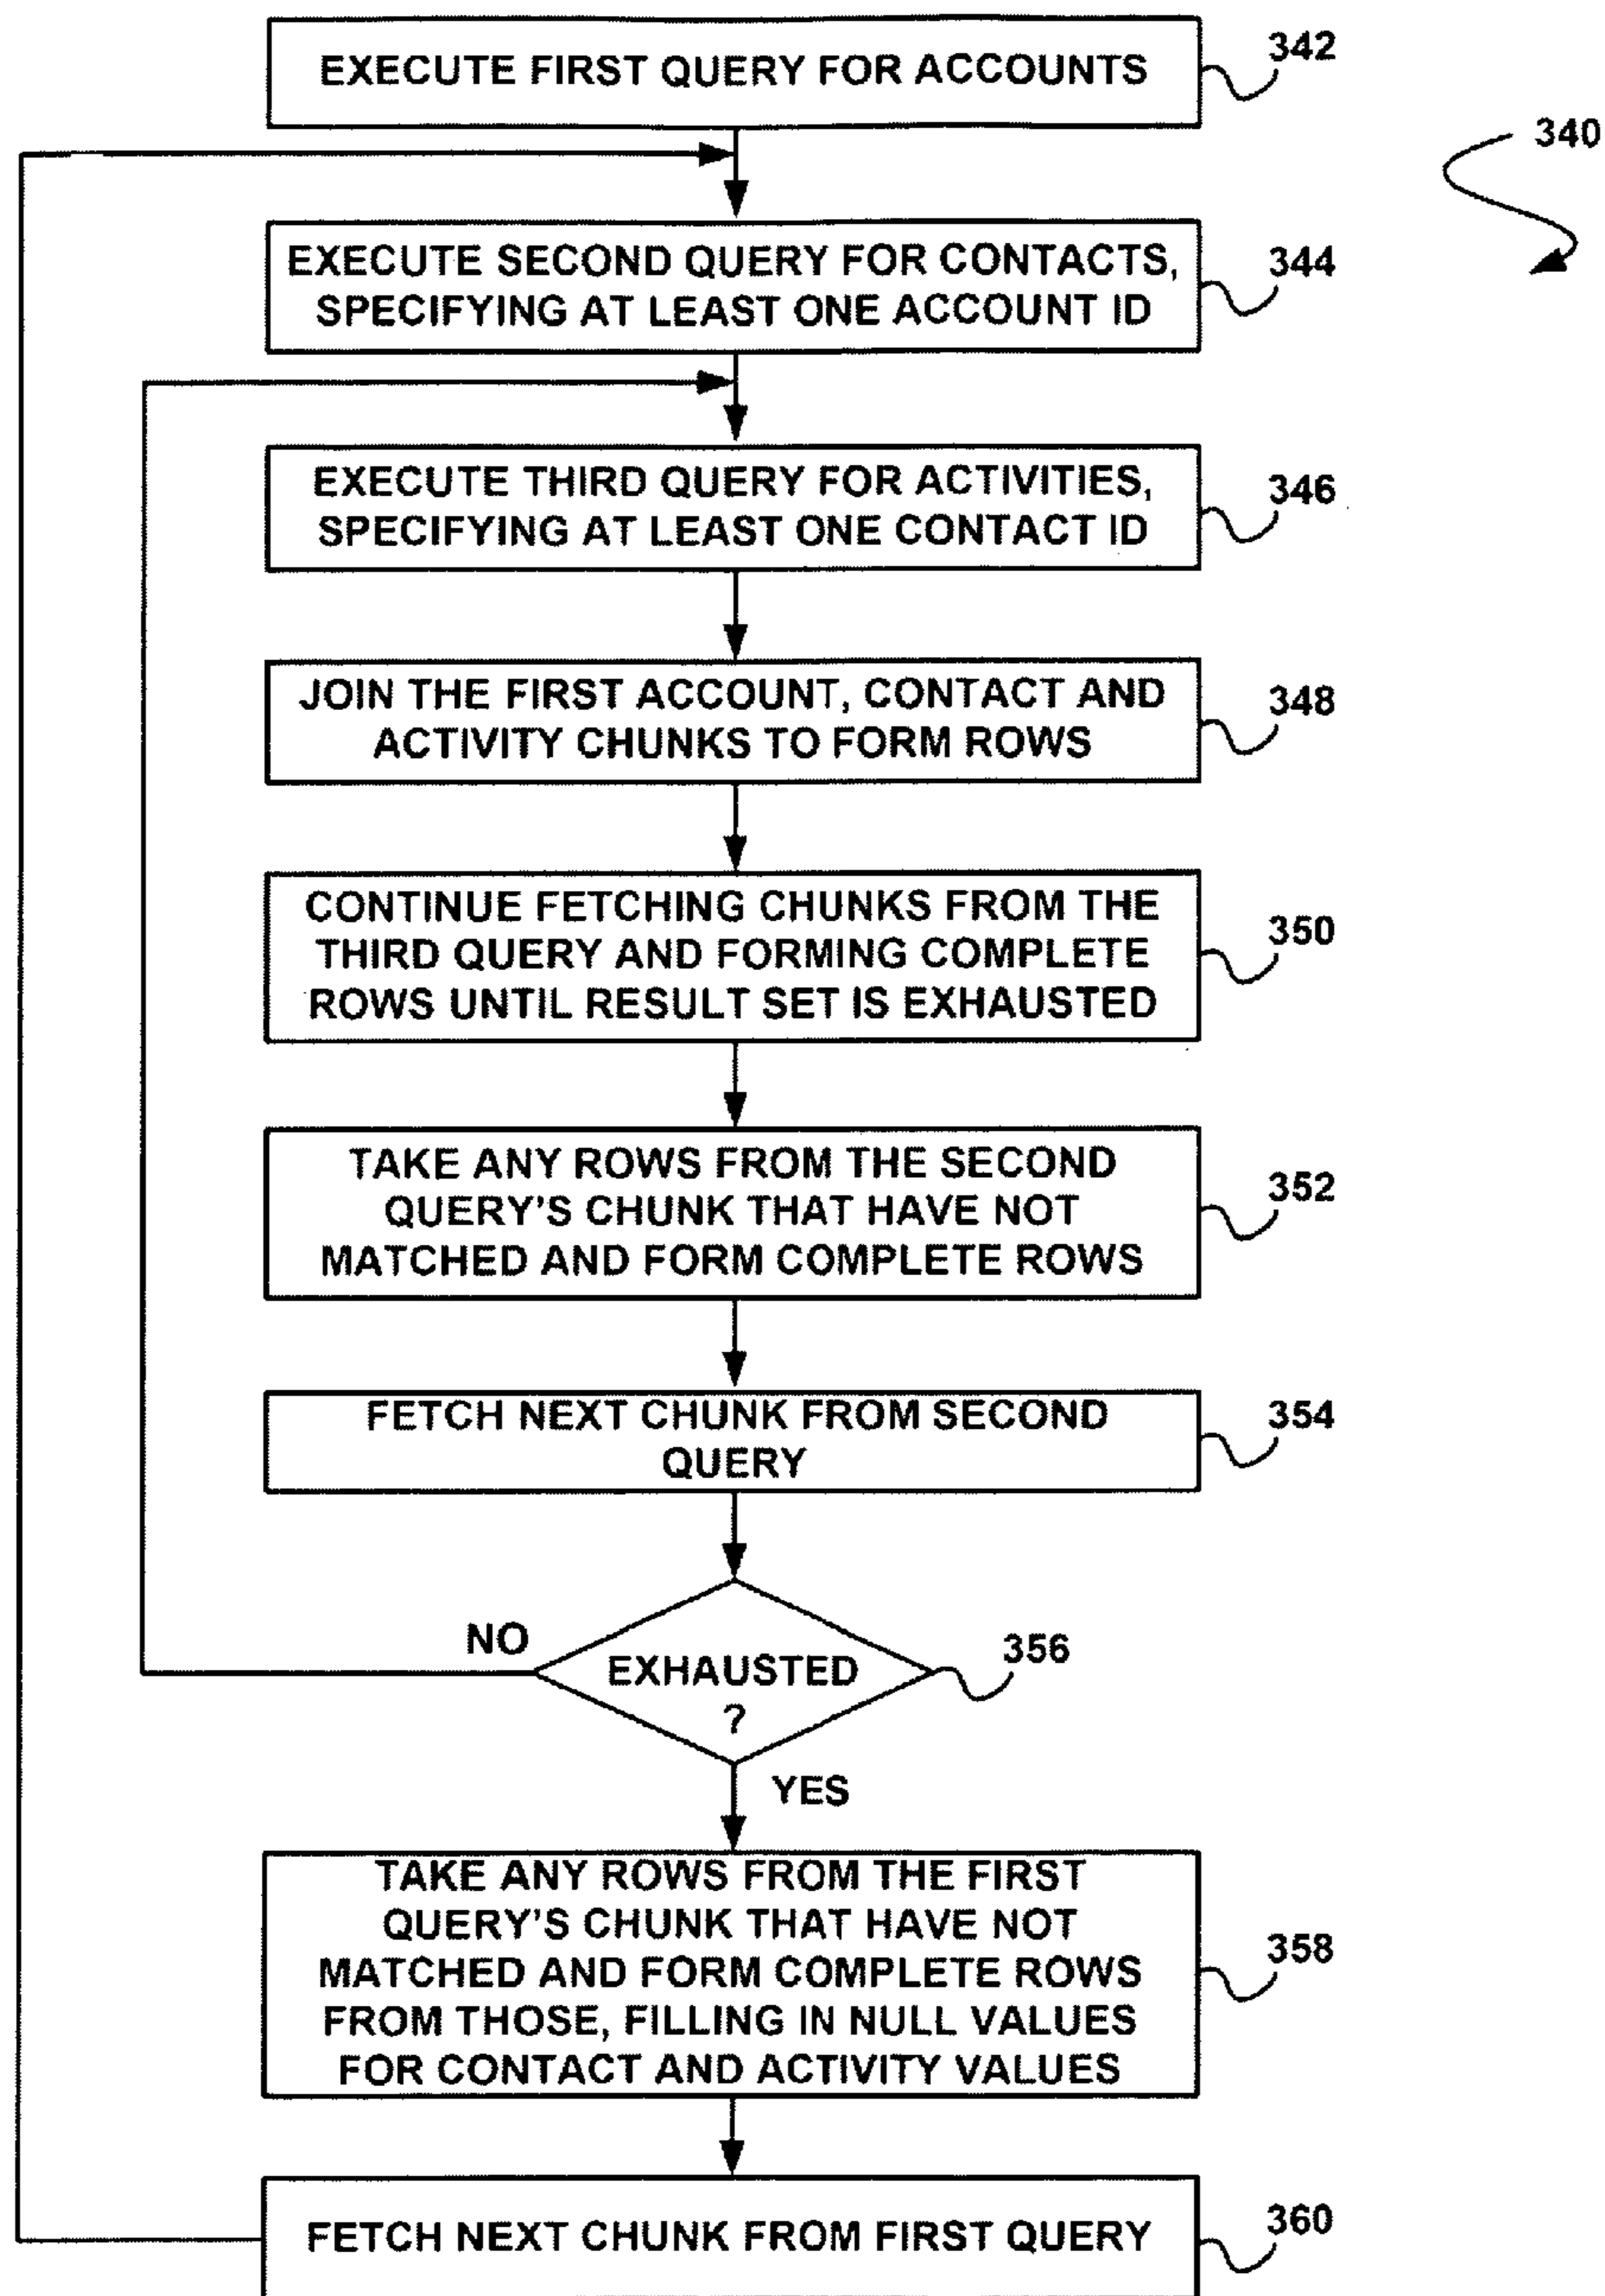 EXECUTE FIRST QUERY FOR ACCOUNTS
342
340
EXECUTE SECOND QUERY FOR CONTACTS,
SPECIFYING AT LEAST ONE ACCOUNT ID
344
EXECUTE THIRD QUERY FOR ACTIVITIES,
SPECIFYING AT LEAST ONE CONTACT ID
346
JOIN THE FIRST ACCOUNT, CONTACT AND
ACTIVITY CHUNKS TO FORM ROWS
348
CONTINUE FETCHING CHUNKS FROM THE
THIRD QUERY AND FORMING COMPLETE
ROWS UNTIL RESULT SET IS EXHAUSTED
350
TAKE ANY ROWS FROM THE SECOND
QUERY'S CHUNK THAT HAVE NOT
MATCHED AND FORM COMPLETE ROWS
352
FETCH NEXT CHUNK FROM SECOND
QUERY
354
NO
EXHAUSTED
?
356
YES
TAKE ANY ROWS FROM THE FIRST
QUERY'S CHUNK THAT HAVE NOT
MATCHED AND FORM COMPLETE ROWS
FROM THOSE, FILLING IN NULL VALUES
FOR CONTACT AND ACTIVITY VALUES
358
FETCH NEXT CHUNK FROM FIRST QUERY
360